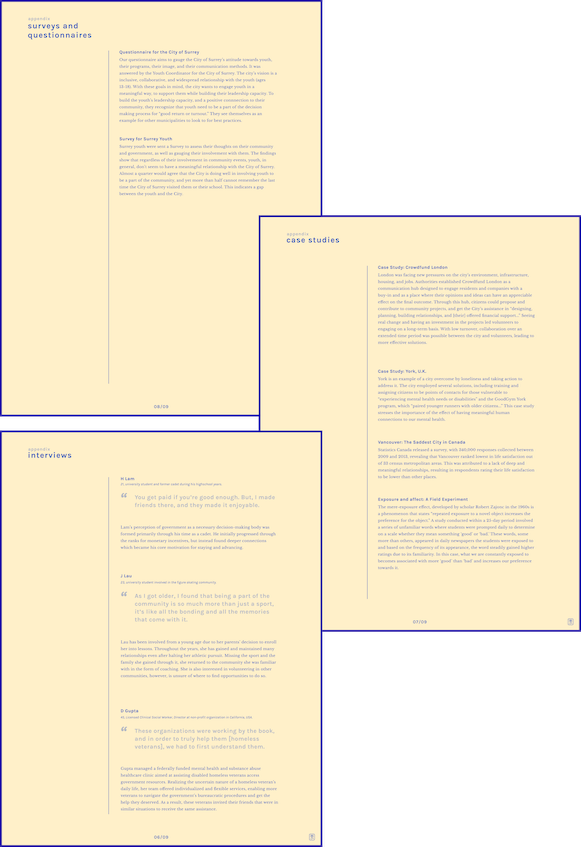 appendix
surveys and
questionnaires
Questionnaire for the City of Surrey
Our questionnaire aims to gauge the City of Surrey's attitude towards youth,
their programs, their image, and their communication methods. It was
answered by the Youth Coordinator for the City of Surrey. The city's vision is a
inclusive, collaborative, and widespread relationship with the youth (ages
12-18). With these goals in mind, the city wants to engage youth in a
meaningful way, to support them while building their leadership capacity. To
build the youth's leadership capacity, and a positive connection to their
community, they recognize that youth need to be a part of the decision
making process for "good return or turnout." They see themselves as an
example for other municipalities to look to for best practices.
Survey for Surrey Youth
Surrey youth were sent a Survey to assess their thoughts on their community
and government, as well as gauging their involvement with them. The findings
show that regardless of their involvement in community events, youth, in
general, don't seem to have a meaningful relationship with the City of Surrey.
Almost a quarter would agree that the City is doing well in involving youth to
be a part of the community, and yet more than half cannot remember the last
time the City of Surrey visited them or their school. This indicates a gap
between the youth and the City.
08/09
appendix
case studies
Case Study: Crowdfund London
London was facing new pressures on the city's environment, infrastructure,
housing, and jobs. Authorities established Crowdfund London as a
communication hub designed to engage residents and companies with a
buy-in and as a place where their opinions and ideas can have an appreciable
effect on the final outcome. Through this hub, citizens could propose and
contribute to community projects, and get the City's assistance in "designing,
planning, building relationships, and [their] offered financial support..." Seeing
real change and having an investment in the projects led volunteers to
engaging on a long-term basis. With low turnover, collaboration over an
extended time period was possible between the city and volunteers, leading to
more effective solutions.
Case Study: York, U.K.
York is an example of a city overcome by loneliness and taking action to
address it. The city employed several solutions, including training and
assigning citizens to be points of contacts for those vulnerable to
"experiencing mental health needs or disabilities" and the GoodGym York
program, which "paired younger runners with older citizens..." This case study
stresses the importance of the effect of having meaningful human
connections to our mental health.
Vancouver: The Saddest City in Canada
Statistics Canada released a survey, with 340,000 responses collected between
2009 and 2013, revealing that Vancouver ranked lowest in life satisfaction out
of 33 census metropolitan areas. This was attributed to a lack of deep and
meaningful relationships, resulting in respondents rating their life satisfaction
to be lower than other places.
Exposure and affect: A Field Experiment
The mere-exposure effect, developed by scholar Robert Zajonc in the 1960s is
a phenomenon that states "repeated exposure to a novel object increases the
preference for the object." A study conducted within a 25-day period involved
a series of unfamiliar words where students were prompted daily to determine
on a scale whether they mean something 'good' or 'bad.' These words, some
more than others, appeared in daily newspapers the students were exposed to
and based on the frequency of its appearance, the word steadily gained higher
ratings due to its familiarity. In this case, what we are constantly exposed to
becomes associated with more 'good' than 'bad' and increases our preference
towards it.
07/09
appendix
interviews
H Lam
“ You got paid if you're good enough. But, I made
friends there, and they made it enjoyable.
Lam's perception of government as a necessary decision-making body was
formed primarily through his time as a cadet. He initially progressed through
the ranks for monetary incentives, but instead found deeper connections
which became his core motivation for staying and advancing.
J Lau
“ As I got older, I found that being a part of the
community is so much more than just a sport,
it's like all the bonding and all the memories
that come with it.
Lau has been involved from a young age due to her parents' decision to enroll
her into lessons. Throughout the years, she has gained and maintained many
relationships even after halting her athletic pursuit. Missing the sport and the
family she gained through it, she returned to the community she was familiar
with in the form of coaching. She is also interested in volunteering in other
communities, however, is unsure of where to find opportunities to do so.
D Gupta
“ These organizations were working by the book,
and in order to truly help them [homeless
veterans], we had to first understand them.
Gupta managed a federally funded mental health and substance abuse
healthcare clinic aimed at assisting disabled homeless veterans access
government resources. Realizing the uncertain nature of a homeless veteran's
daily life, her team offered individualized and flexible services, enabling more
veterans to navigate the government's bureaucratic procedures and get the
help they deserved. As a result, those veterans invited their friends that were in
similar situations to receive the same assistance.
06/09